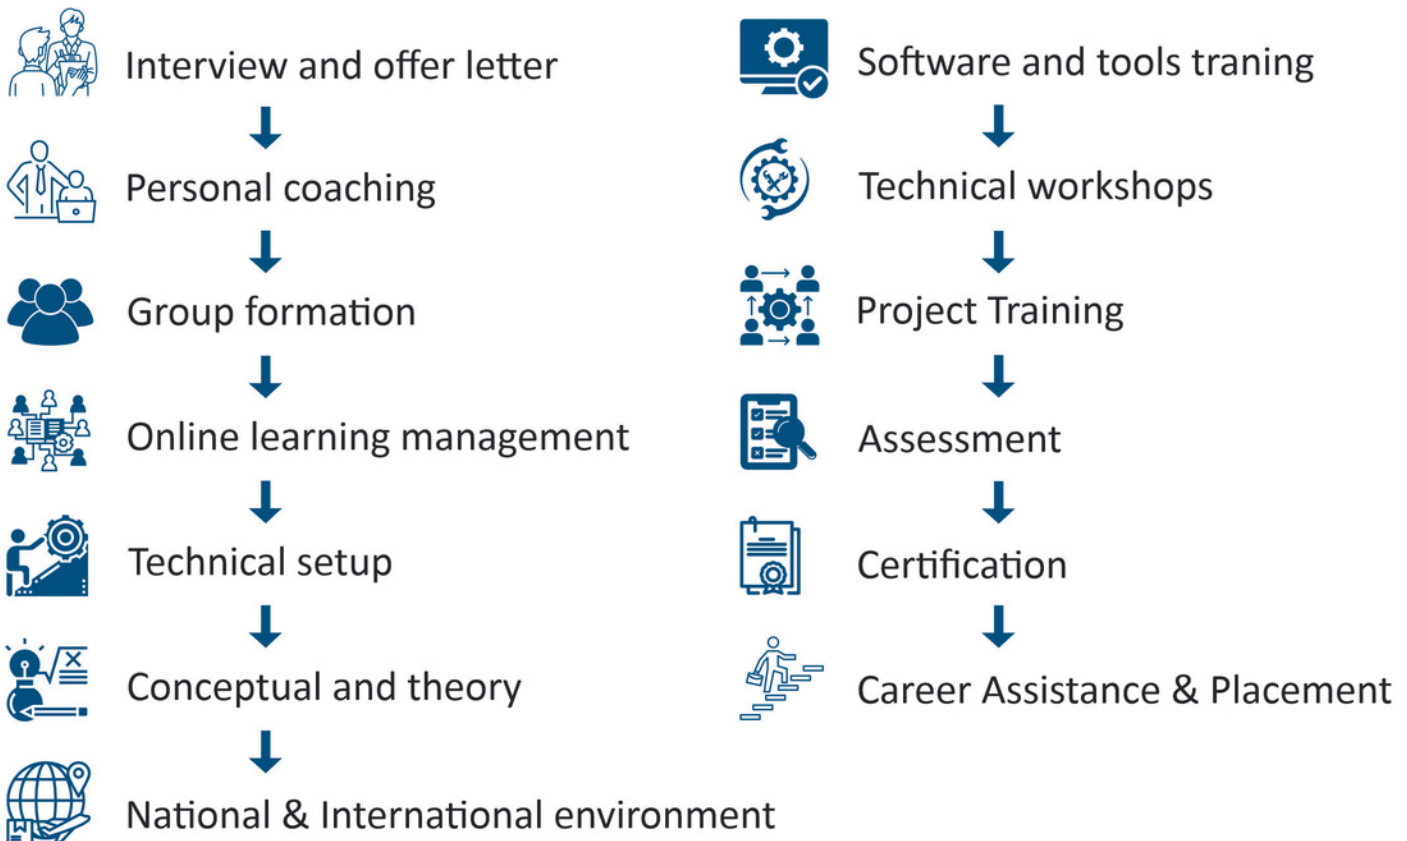 Interview and offer letter
Personal coaching
Group formation
Online learning management
Technical setup
Conceptual and theory
National & International environment
Software and tools traning
Technical workshops
Project Training
Assessment
Certification
Career Assistance & Placement